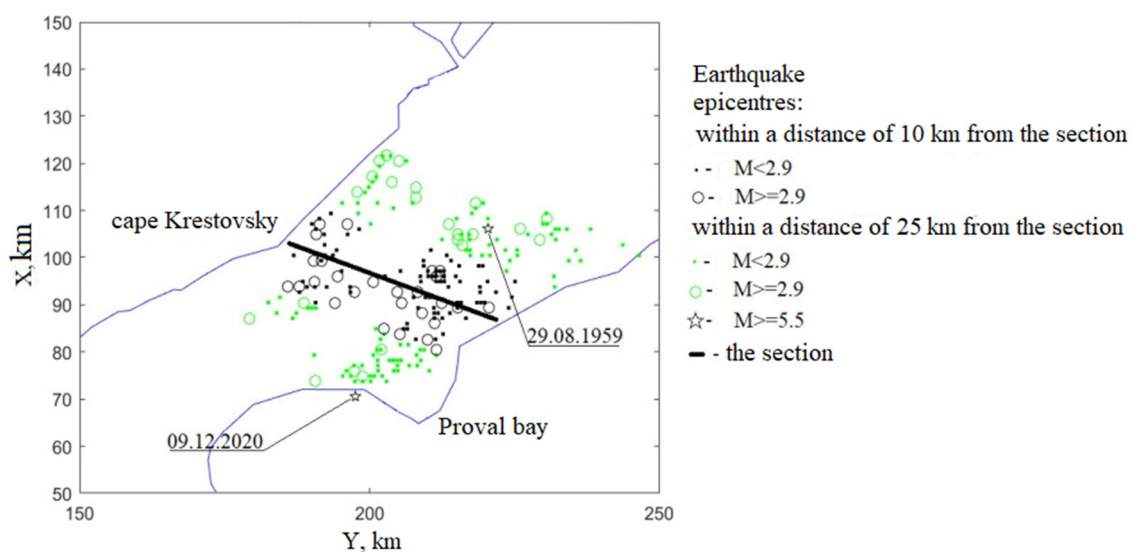 150
140
130
120
110
100
90
80
70
60
50
X, km
150
200
250
Y, km
cape Krestovsky
29.08.1959
09.12.2020
Proval bay
Earthquake
epicentres:
within a distance of 10 km from the section
- M<2.9
- M>=2.9
within a distance of 25 km from the section
- M<2.9
- M>=2.9
- M>=5.5
- the section